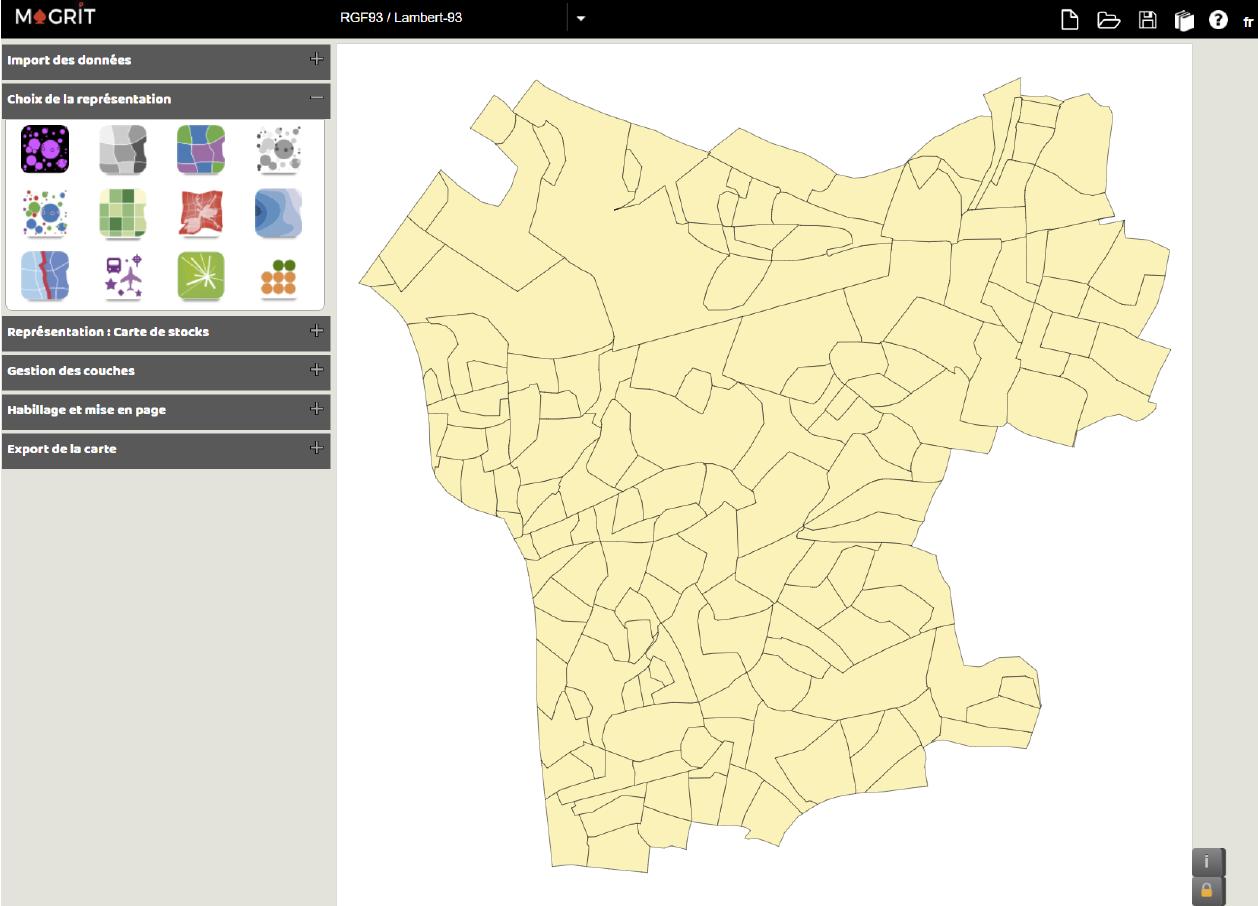 MAGRIT
RGF93 / Lambert-93
fr
Import des données
Choix de la représentation
Représentation : Carte de stocks
Gestion des couches
Habillage et mise en page
Export de la carte